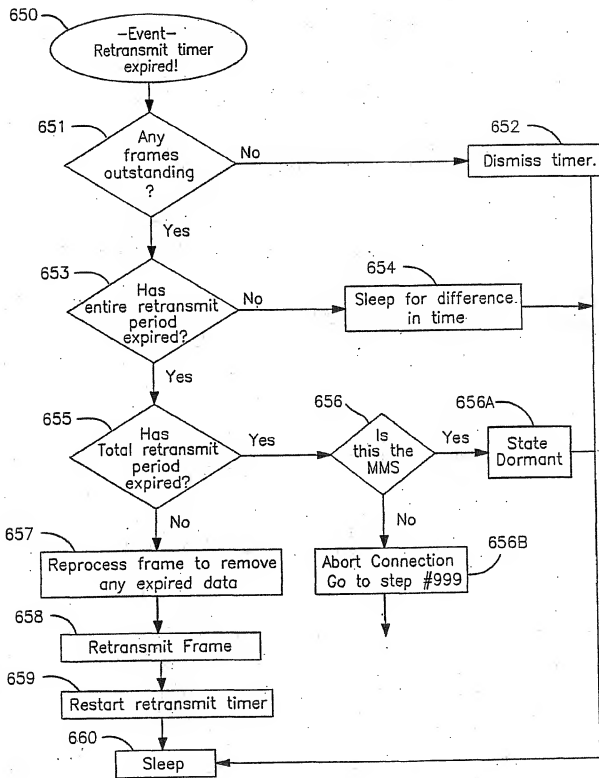 650
–Event–
Retransmit timer
expired!
651
Any
frames
outstanding
?
No
652
Dismiss timer.
Yes
653
Has
entire retransmit
period
expired?
No
654
Sleep for difference
in time
Yes
655
Has
Total retransmit
period
expired?
Yes
656
Is
this the
MMS
Yes
656A
State
Dormant
No
No
657
Reprocess frame to remove
any expired data
Abort Connection
Go to step #999
656B
658
Retransmit Frame
659
Restart retransmit timer
660
Sleep